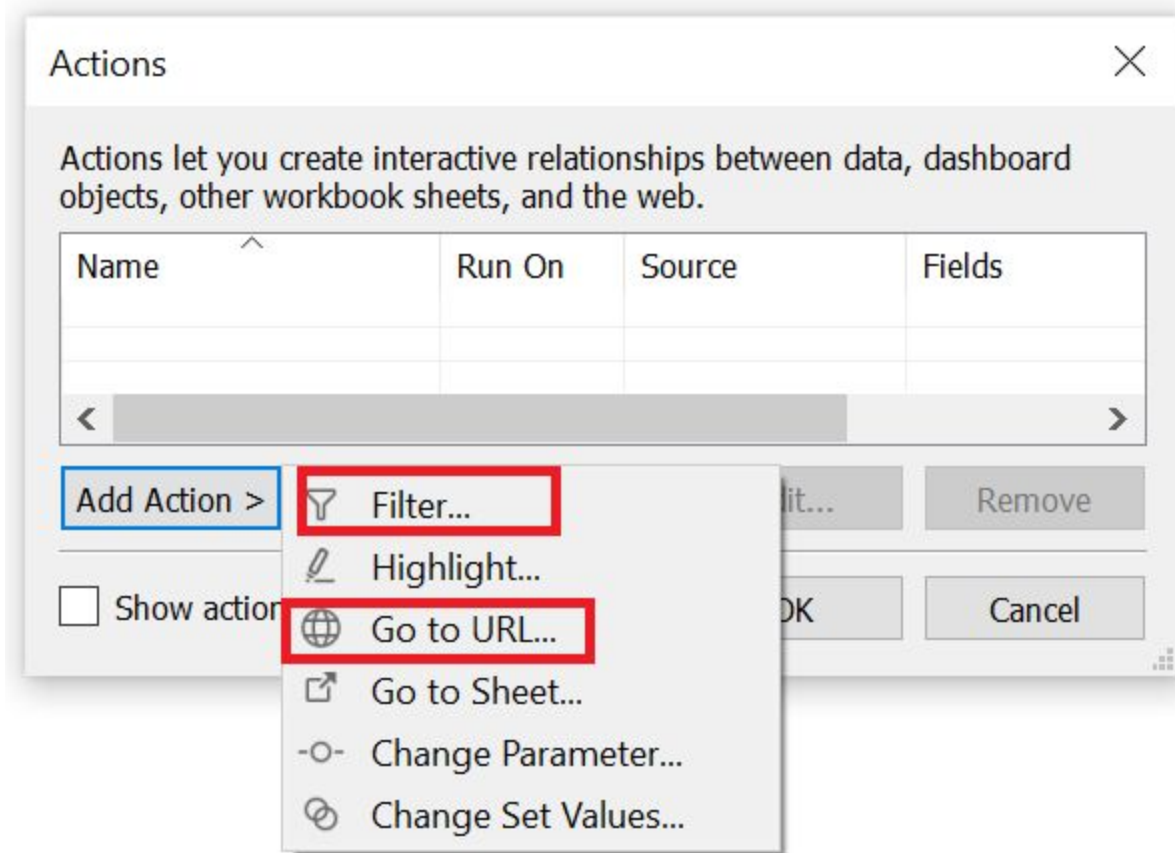 Actions
Actions let you create interactive relationships between data, dashboard
objects, other workbook sheets, and the web.
Name Run On Source Fields
Add Action > Filter... Remove
Highlight...
Show Go to URL... Cancel
Go to Sheet...
Change Parameter...
Change Set Values...